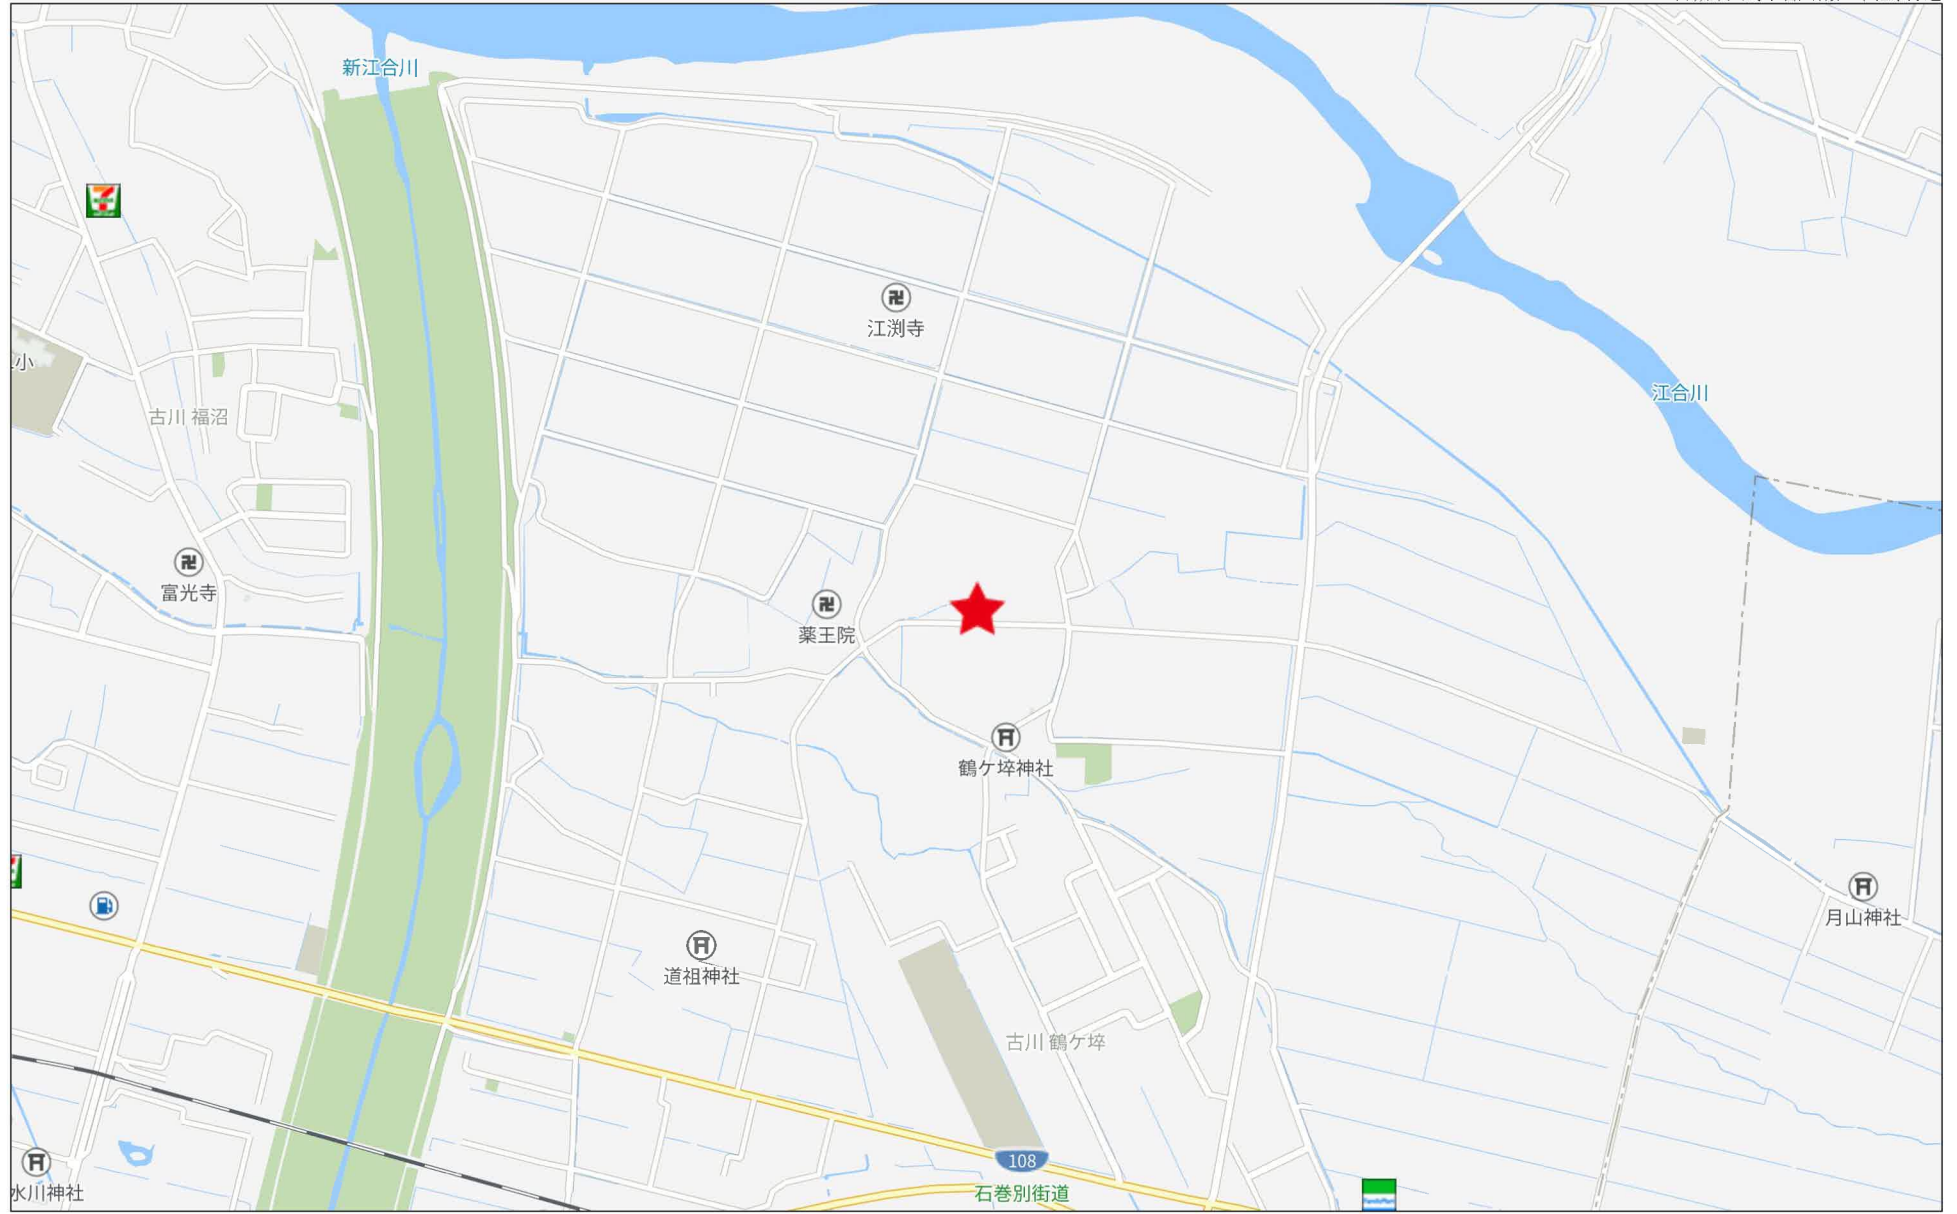 新江合川
江渕寺
小
江合川
古川 福沼
富光寺
薬王院
鶴ケ埣神社
月山神社
道祖神社
古川 鶴ケ埣
108
石巻別街道
水川神社
FamilyMart